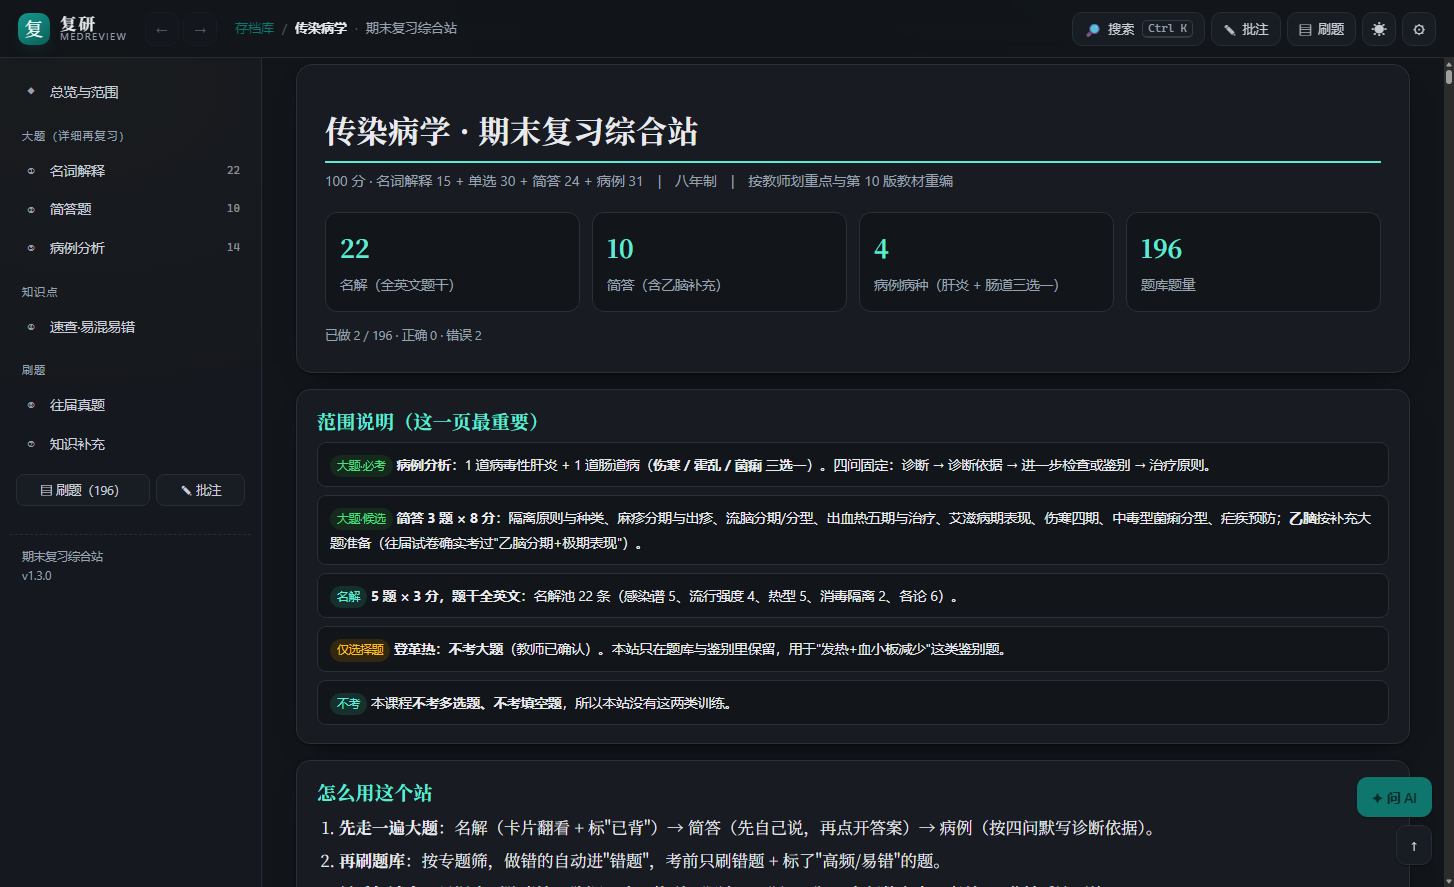 复 复研
MEDREVIEW
← → 存档库 / 传染病学 · 期末复习综合站
搜索 Ctrl K 批注 刷题
总览与范围
大题（详细再复习）
① 名词解释 22
② 简答题 10
③ 病例分析 14
知识点
速查·易混易错
刷题
往届真题
知识补充
刷题（196） 批注
期末复习综合站
v1.3.0
传染病学 · 期末复习综合站
100 分 · 名词解释 15 + 单选 30 + 简答 24 + 病例 31 | 八年制 | 按教师划重点与第 10 版教材重编
22
名解（全英文题干）
10
简答（含乙脑补充）
4
病例病种（肝炎 + 肠道三选一）
196
题库题量
已做 2 / 196 · 正确 0 · 错误 2
范围说明（这一页最重要）
大题·必考 病例分析：1 道病毒性肝炎 + 1 道肠道病（伤寒 / 霍乱 / 菌痢 三选一）。四问固定：诊断 → 诊断依据 → 进一步检查或鉴别 → 治疗原则。
大题·候选 简答 3 题 × 8 分：隔离原则与种类、麻疹分期与出疹、流脑分期/分型、出血热五期与治疗、艾滋病期表现、伤寒四期、中毒型菌痢分型、疟疾预防；乙脑按补充大
题准备（往届试卷确实考过"乙脑分期+极期表现"）。
名解 5 题 × 3 分，题干全英文：名解池 22 条（感染谱 5、流行强度 4、热型 5、消毒隔离 2、各论 6）。
仅选择题 登革热：不考大题（教师已确认）。本站只在题库与鉴别里保留，用于"发热+血小板减少"这类鉴别题。
不考 本课程不考多选题、不考填空题，所以本站没有这两类训练。
怎么用这个站
1. 先走一遍大题：名解（卡片翻看 + 标"已背"）→ 简答（先自己说，再点开答案）→ 病例（按四问默写诊断依据）。
2. 再刷题库：按专题筛，做错的自动进"错题"，考前只刷错题 + 标了"高频/易错"的题。
✦ 问 AI
↑